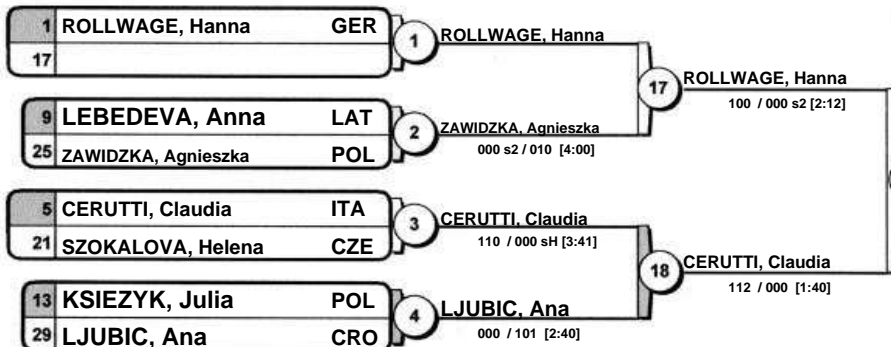 1 ROLLWAGE, Hanna GER
17
1 ROLLWAGE, Hanna
9 LEBEDEVA, Anna LAT
25 ZAWIDZKA, Agnieszka POL
2 ZAWIDZKA, Agnieszka
000 s2 / 010 [4:00]
17 ROLLWAGE, Hanna
100 / 000 s2 [2:12]
5 CERUTTI, Claudia ITA
21 SZOKALOVA, Helena CZE
3 CERUTTI, Claudia
110 / 000 sH [3:41]
13 KSIEZYK, Julia POL
29 LJUBIC, Ana CRO
4 LJUBIC, Ana
000 / 101 [2:40]
18 CERUTTI, Claudia
112 / 000 [1:40]